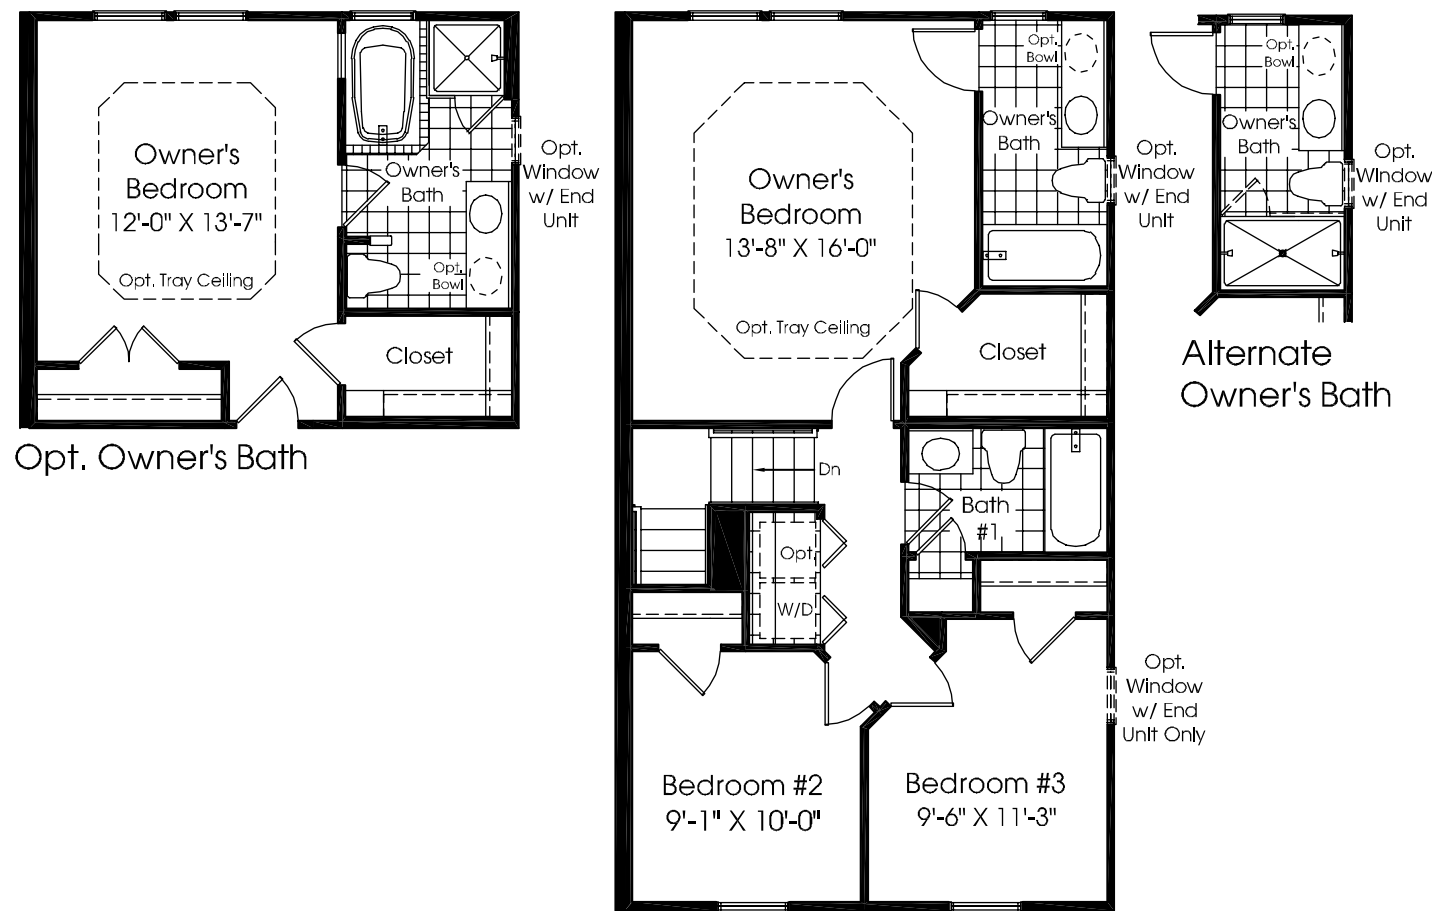 Owner's
Bedroom
12'-0" X 13'-7"
Opt. Tray Ceiling
Owner's
Bath
Opt.
Bowl
Opt.
Window
w/ End
Unit
Closet
Opt. Owner's Bath
Owner's
Bedroom
13'-8" X 16'-0"
Opt. Tray Ceiling
Opt.
Bowl
Owner's
Bath
Opt.
Window
w/ End
Unit
Closet
Dn
Bath
#1
Opt.
W/D
Bedroom #2
9'-1" X 10'-0"
Bedroom #3
9'-6" X 11'-3"
Opt.
Window
w/ End
Unit Only
Opt.
Bowl
Owner's
Bath
Opt.
Window
w/ End
Unit
Alternate
Owner's Bath